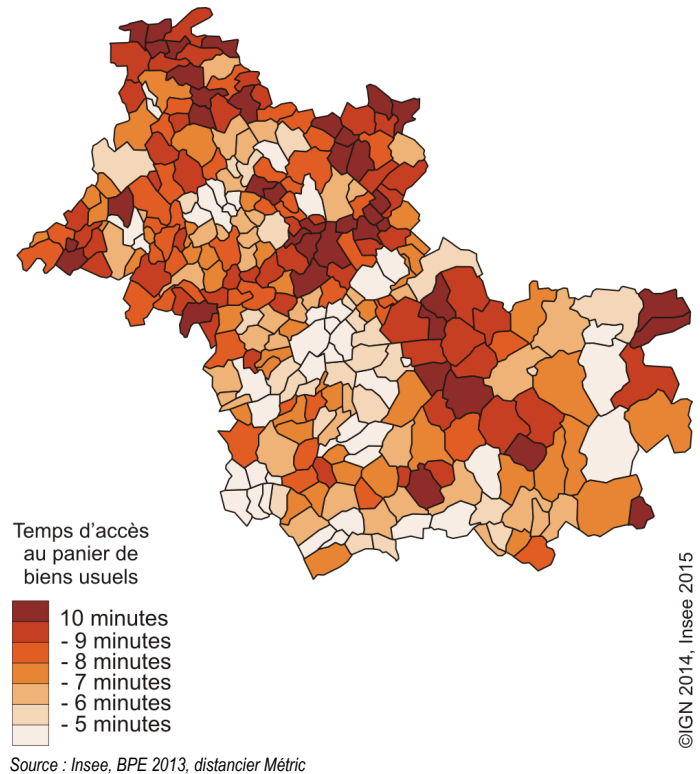 Temps d'accès
au panier de
biens usuels
10 minutes
- 9 minutes
- 8 minutes
- 7 minutes
- 6 minutes
- 5 minutes
©IGN 2014, Insee 2015
Source : Insee, BPE 2013, distancier Métric